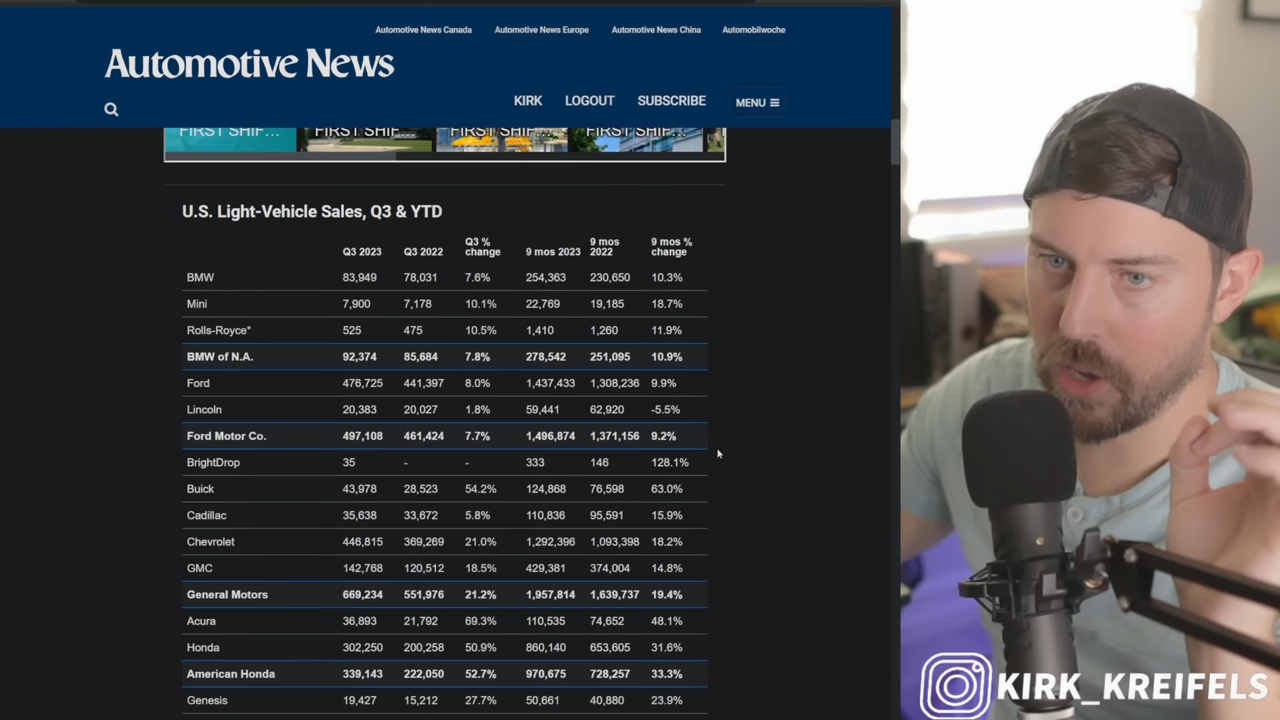 Automotive News Canada Automotive News Europe Automotive News China Automobilwoche
Automotive News
KIRK LOGOUT SUBSCRIBE MENU
FIRST SHIF... FIRST SHIF... FIRST SHIF... FIRST SHIF...
U.S. Light-Vehicle Sales, Q3 & YTD
Q3 2023 Q3 2022 Q3 % change 9 mos 2023 9 mos 2022 9 mos % change
BMW 83,949 78,031 7.6% 254,363 230,650 10.3%
Mini 7,900 7,178 10.1% 22,769 19,185 18.7%
Rolls-Royce* 525 475 10.5% 1,410 1,260 11.9%
BMW of N.A. 92,374 85,684 7.8% 278,542 251,095 10.9%
Ford 476,725 441,397 8.0% 1,437,433 1,308,236 9.9%
Lincoln 20,383 20,027 1.8% 59,441 62,920 -5.5%
Ford Motor Co. 497,108 461,424 7.7% 1,496,874 1,371,156 9.2%
BrightDrop 35 - - 333 146 128.1%
Buick 43,978 28,523 54.2% 124,868 76,598 63.0%
Cadillac 35,638 33,672 5.8% 110,836 95,591 15.9%
Chevrolet 446,815 369,269 21.0% 1,292,396 1,093,398 18.2%
GMC 142,768 120,512 18.5% 429,381 374,004 14.8%
General Motors 669,234 551,976 21.2% 1,957,814 1,639,737 19.4%
Acura 36,893 21,792 69.3% 110,535 74,652 48.1%
Honda 302,250 200,258 50.9% 860,140 653,605 31.6%
American Honda 339,143 222,050 52.7% 970,675 728,257 33.3%
Genesis 19,427 15,212 27.7% 50,661 40,880 23.9%
KIRK_KREIFELS